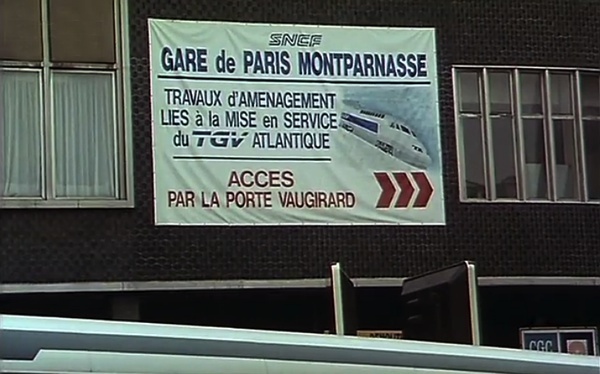 SNCF
GARE de PARIS MONTPARNASSE
TRAVAUX d'AMENAGEMENT
LIES à la MISE en SERVICE
du TGV ATLANTIQUE
ACCES
PAR LA PORTE VAUGIRARD
CGC